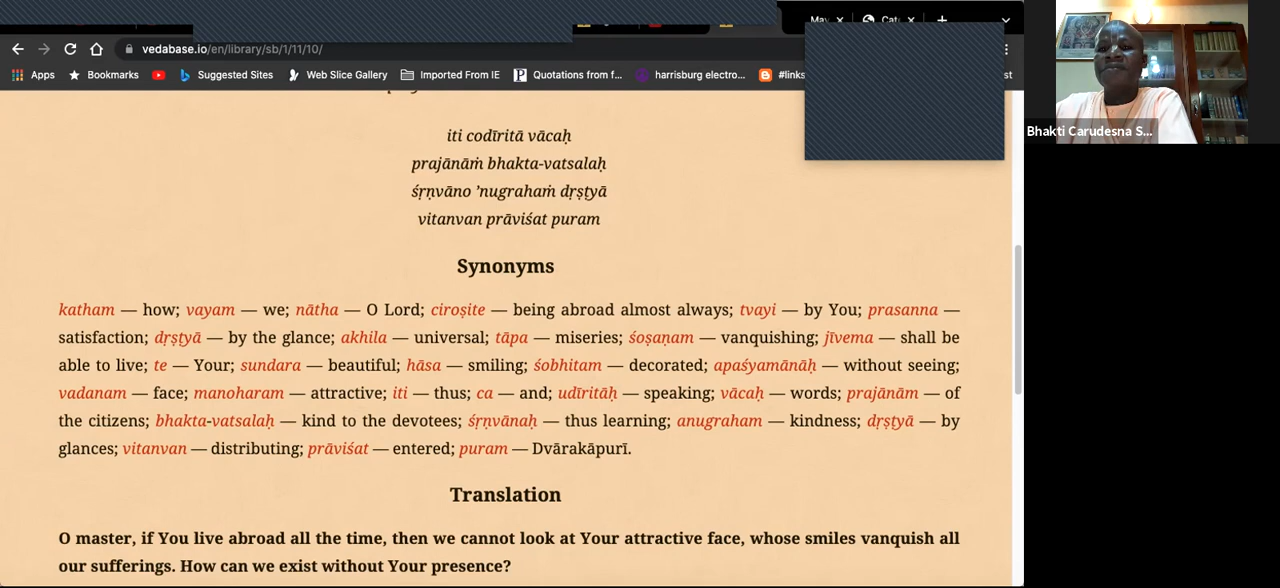 May
Cat
vedabase.io/en/library/sb/1/11/10/
Apps Bookmarks Suggested Sites Web Slice Gallery Imported From IE Quotations from f... harrisburg electro... #links st
Bhakti Carudesna S...
iti codīritā vācaḥ
prajānāṁ bhakta-vatsalaḥ
śṛṇvāno ’nugrahaṁ dṛṣṭyā
vitanvan prāviśat puram
Synonyms
katham — how; vayam — we; nātha — O Lord; ciroṣite — being abroad almost always; tvayi — by You; prasanna —
satisfaction; dṛṣṭyā — by the glance; akhila — universal; tāpa — miseries; śoṣaṇam — vanquishing; jīvema — shall be
able to live; te — Your; sundara — beautiful; hāsa — smiling; śobhitam — decorated; apaśyamānāḥ — without seeing;
vadanam — face; manoharam — attractive; iti — thus; ca — and; udīritāḥ — speaking; vācaḥ — words; prajānām — of
the citizens; bhakta-vatsalaḥ — kind to the devotees; śṛṇvānaḥ — thus learning; anugraham — kindness; dṛṣṭyā — by
glances; vitanvan — distributing; prāviśat — entered; puram — Dvārakāpurī.
Translation
O master, if You live abroad all the time, then we cannot look at Your attractive face, whose smiles vanquish all
our sufferings. How can we exist without Your presence?